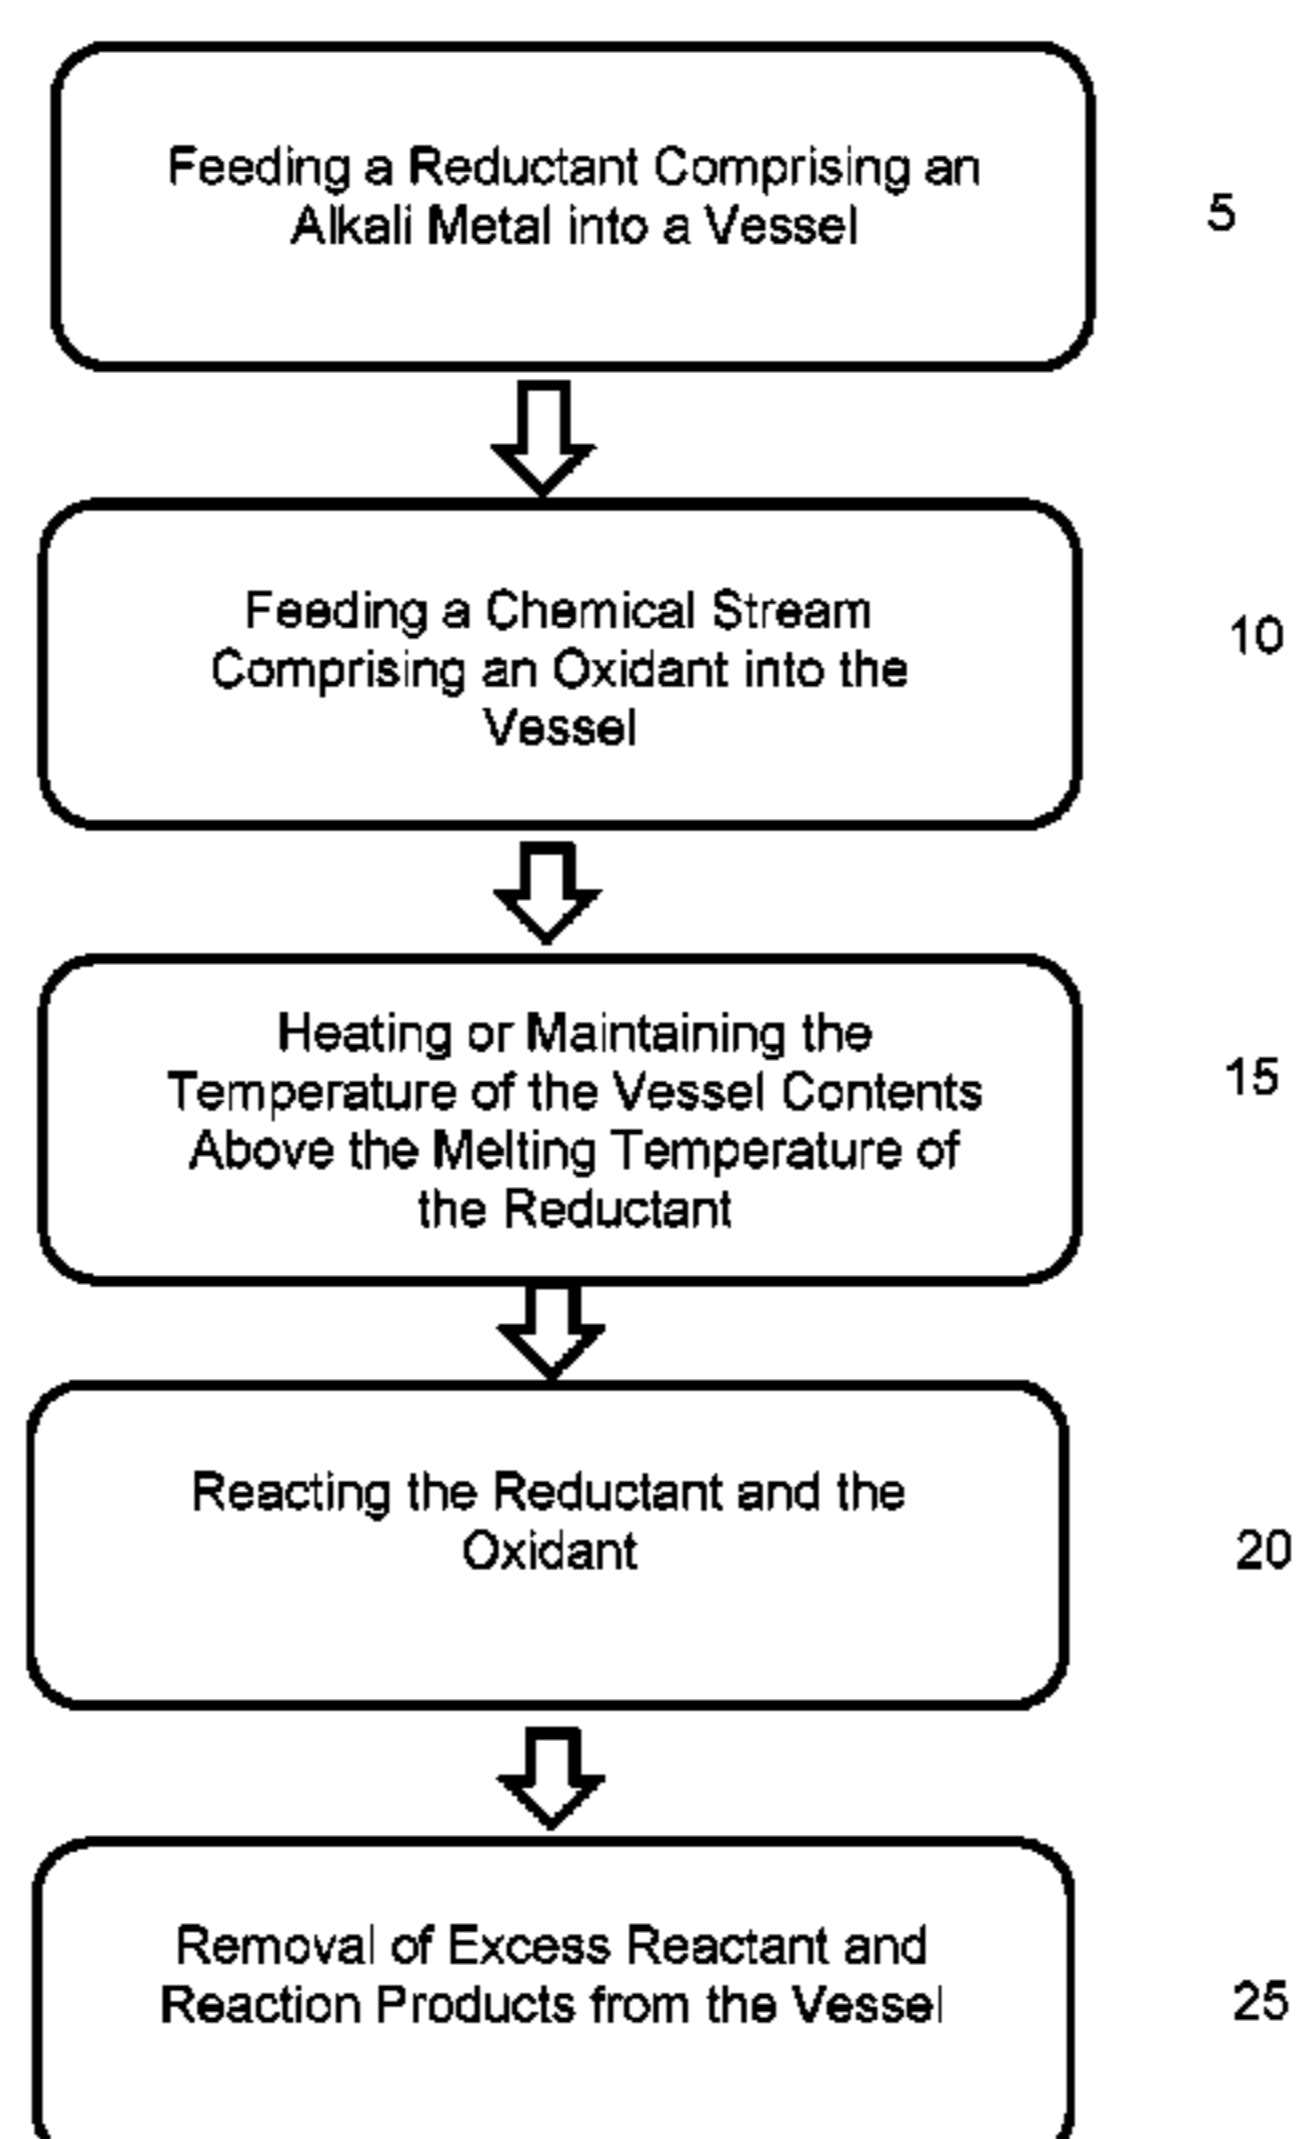 Feeding a Reductant Comprising an
Alkali Metal into a Vessel
5
Feeding a Chemical Stream
Comprising an Oxidant into the
Vessel
10
Heating or Maintaining the
Temperature of the Vessel Contents
Above the Melting Temperature of
the Reductant
15
Reacting the Reductant and the
Oxidant
20
Removal of Excess Reactant and
Reaction Products from the Vessel
25